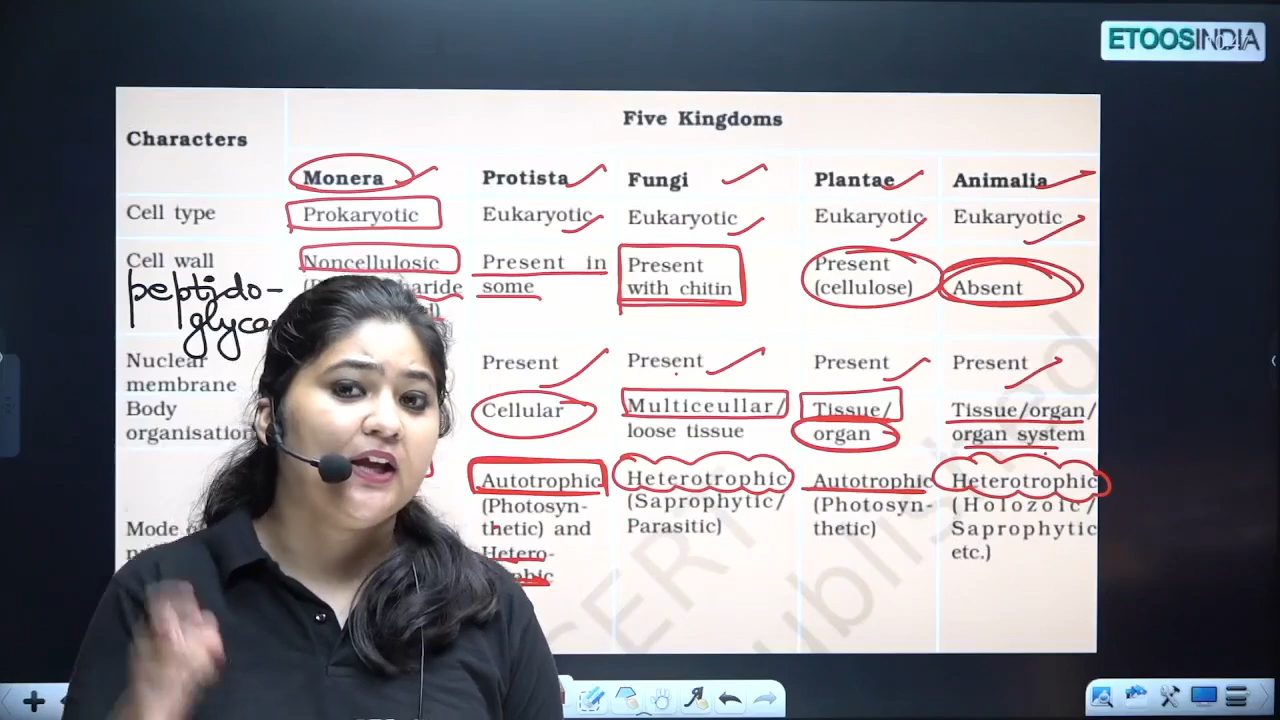 ETOOSINDIA
Characters
Five Kingdoms
Monera
Protista
Fungi
Plantae
Animalia
Cell type
Prokaryotic
Eukaryotic
Eukaryotic
Eukaryotic
Eukaryotic
Cell wall
Noncellulosic
Present in
some
Present
with chitin
Present
(cellulose)
Absent
peptido-
Nuclear
membrane
Present
Present
Present
Present
Body
organisation
Cellular
Multiceullar/
loose tissue
Tissue/
organ
Tissue/organ/
organ system
Mode
Autotrophic
(Photosyn-
thetic) and
Hetero-
Heterotrophic
(Saprophytic/
Parasitic)
Autotrophic
(Photosyn-
thetic)
Heterotrophic
(Holozoic/
Saprophytic
etc.)